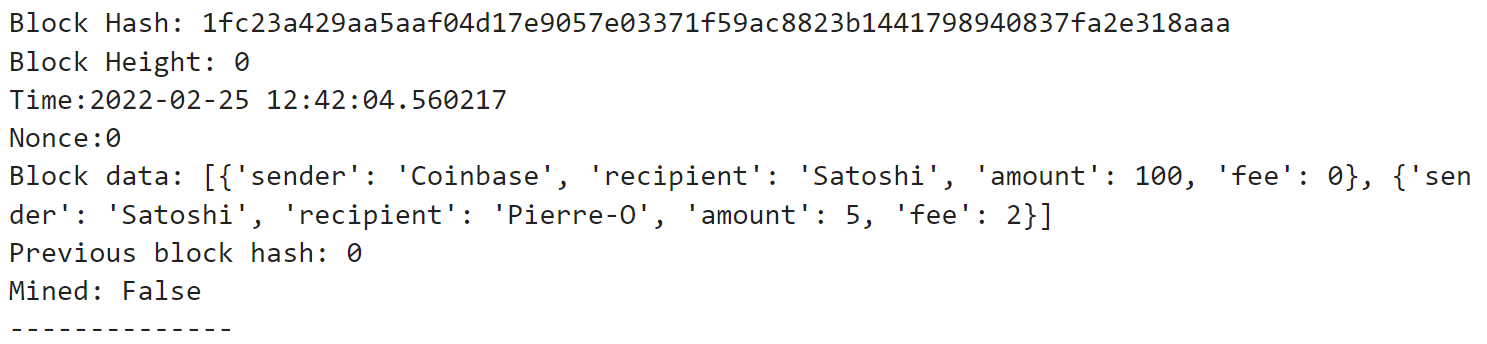 Block Hash: 1fc23a429aa5aaf04d17e9057e03371f59ac8823b1441798940837fa2e318aaa
Block Height: 0
Time:2022-02-25 12:42:04.560217
Nonce:0
Block data: [{'sender': 'Coinbase', 'recipient': 'Satoshi', 'amount': 100, 'fee': 0}, {'sen
der': 'Satoshi', 'recipient': 'Pierre-O', 'amount': 5, 'fee': 2}]
Previous block hash: 0
Mined: False
--------------